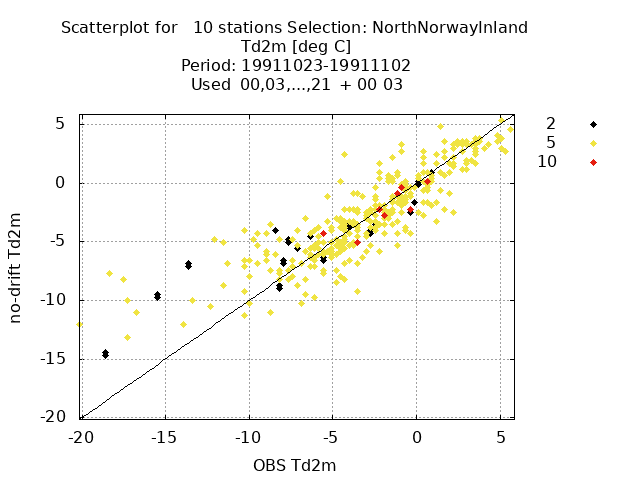 Scatterplot for   10 stations Selection: NorthNorwayInland
Td2m [deg C]
Period: 19911023-19911102
Used  00,03,...,21  + 00 03
5
0
-5
-10
-15
-20
no-drift Td2m
-20 -15 -10 -5 0 5
OBS Td2m
2
5
10